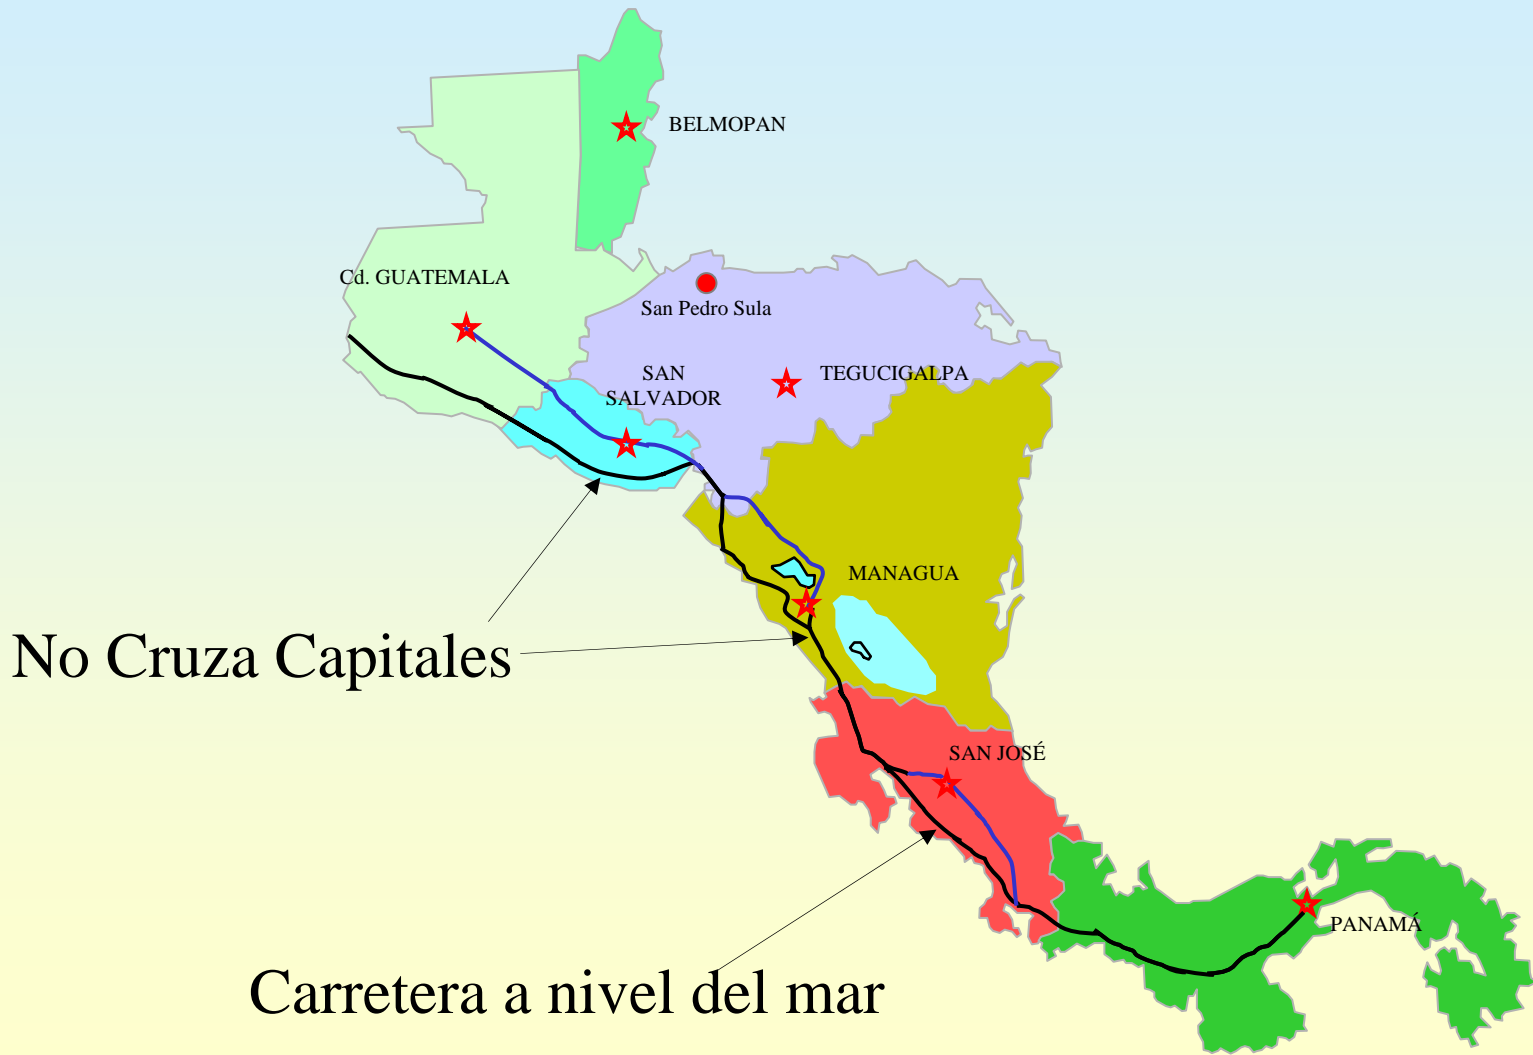 BELMOPAN
Cd. GUATEMALA
San Pedro Sula
SAN
SALVADOR
TEGUCIGALPA
MANAGUA
No Cruza Capitales
SAN JOSÉ
PANAMÁ
Carretera a nivel del mar